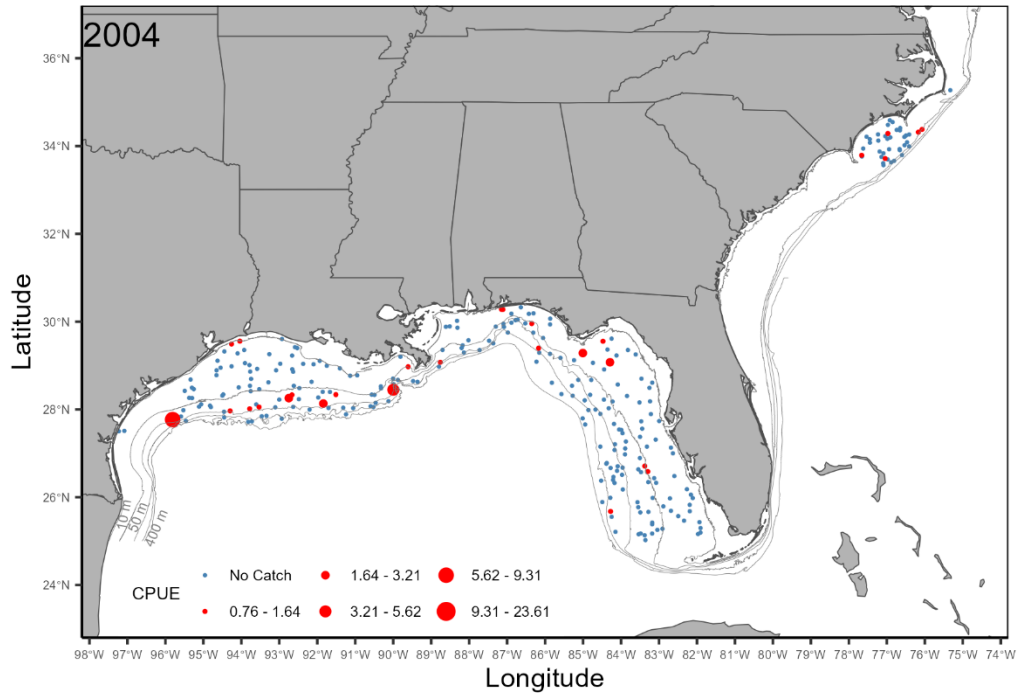 2004
36°N
34°N
32°N
30°N
28°N
26°N
24°N
Latitude
10 m
50 m
400 m
CPUE
No Catch
1.64 - 3.21
5.62 - 9.31
0.76 - 1.64
3.21 - 5.62
9.31 - 23.61
98°W 97°W 96°W 95°W 94°W 93°W 92°W 91°W 90°W 89°W 88°W 87°W 86°W 85°W 84°W 83°W 82°W 81°W 80°W 79°W 78°W 77°W 76°W 75°W 74°W
Longitude